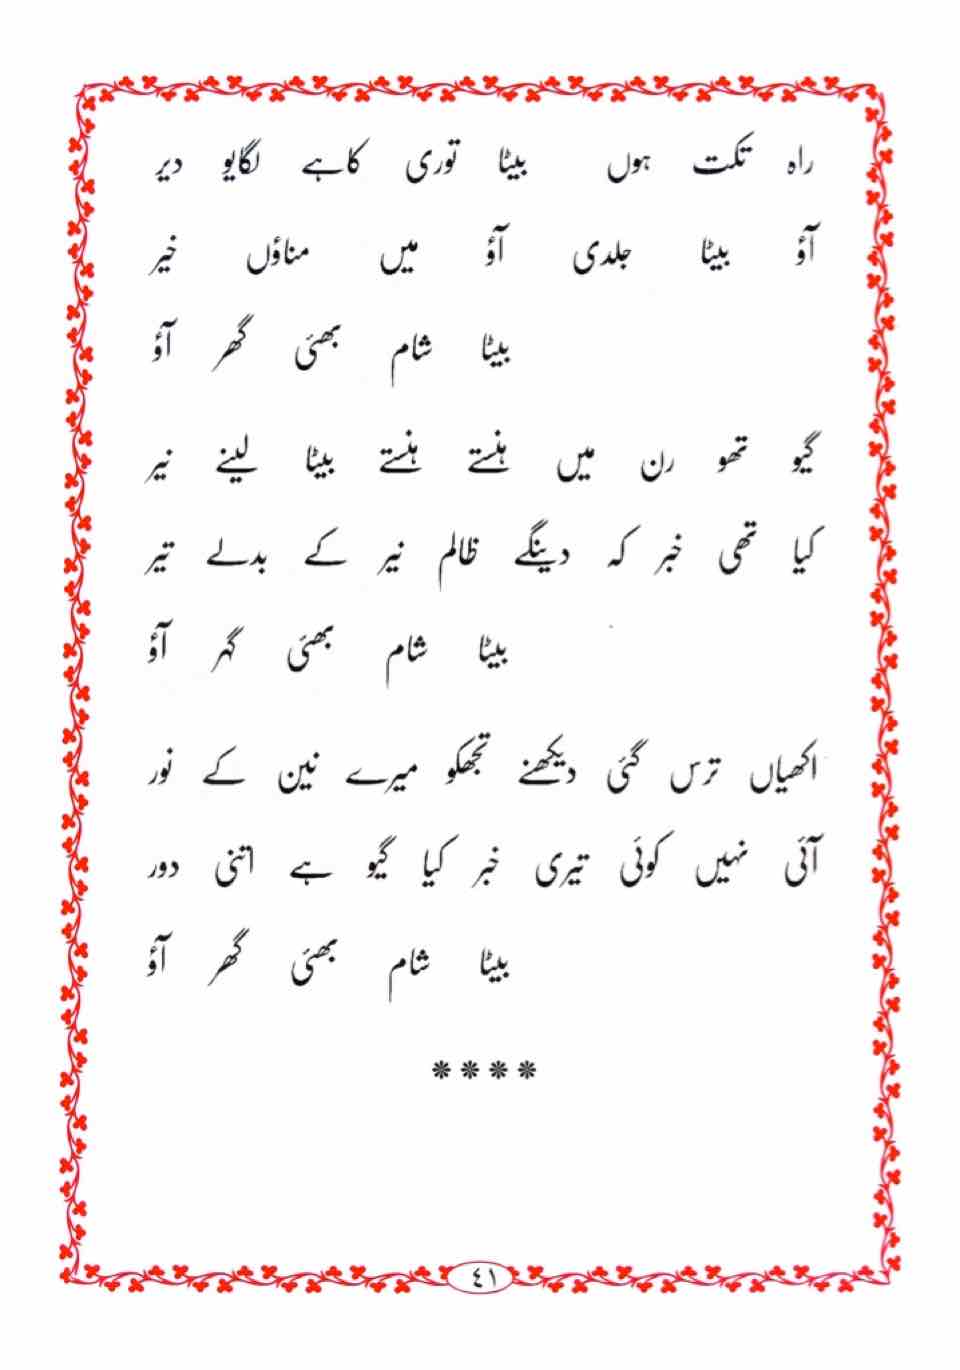 راہ تکت ہوں بیٹا توری کاہے لگایو دیر
آؤ بیٹا جلدی آؤ میں مناؤں خیر
بیٹا شام بھئی گھر آؤ
گیو تھو رن میں ہنستے ہنستے بیٹا لینے نیر
کیا تھی خبر کہ دینگے ظالم نیر کے بدلے تیر
بیٹا شام بھئی گہر آؤ
اکھیاں ترس گئی دیکھنے تجھکو میرے نین کے نور
آئی نہیں کوئی تیری خبر کیا گیو ہے اتنی دور
بیٹا شام بھئی گھر آؤ
****
٤١